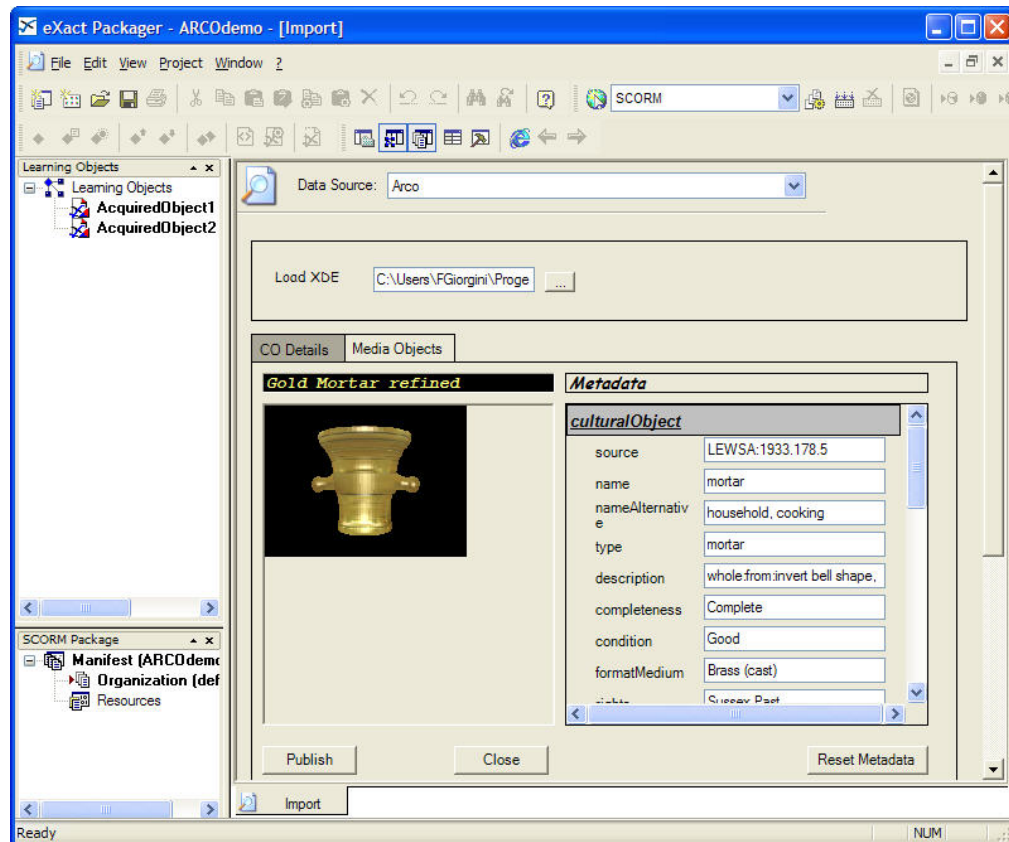 eXact Packager - ARCOdemo - [Import]
File Edit View Project Window ?
SCORM
Learning Objects
Learning Objects
AcquiredObject1
AcquiredObject2
Data Source: Arco
Load XDE C:\Users\FGiorgini\Proge ...
CO Details Media Objects
Gold Mortar refined
Metadata
culturalObject
source LEWSA:1933.178.5
name mortar
nameAlternativ
e
household, cooking
type mortar
description whole:from:invert bell shape,
completeness Complete
condition Good
formatMedium Brass (cast)
rights Sussex Past
SCORM Package
Manifest (ARCOdemo
Organization (def
Resources
Publish Close Reset Metadata
Import
Ready NUM